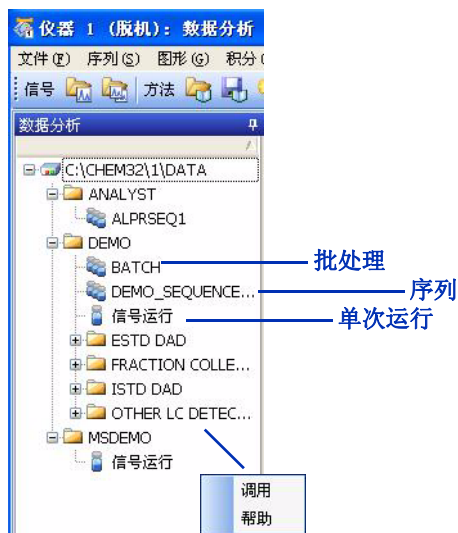 仪器 1 (脱机): 数据分析
文件(F) 序列(S) 图形(G) 积分(
信号 方法
数据分析
C:\CHEM32\1\DATA
ANALYST
ALPRSEQ1
DEMO
BATCH 批处理
DEMO_SEQUENCE... 序列
信号运行 单次运行
ESTD DAD
FRACTION COLLE...
ISTD DAD
OTHER LC DETEC...
MSDEMO
信号运行
调用
帮助